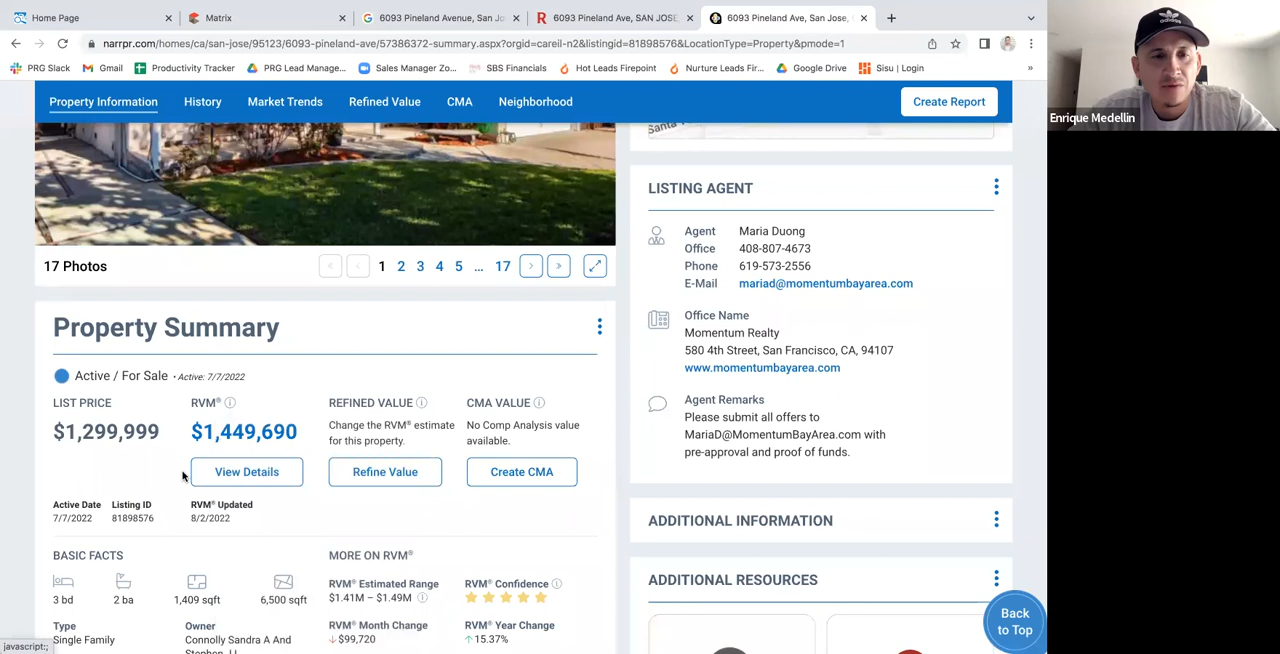 Home Page
Matrix
6093 Pineland Avenue, San Jo
6093 Pineland Ave, SAN JOSE,
6093 Pineland Ave, San Jose,
narrpr.com/homes/ca/san-jose/95123/6093-pineland-ave/57386372-summary.aspx?orgid=careil-n2&listingid=81898576&LocationType=Property&pmode=1
PRG Slack
Gmail
Productivity Tracker
PRG Lead Manage...
Sales Manager Zo...
SBS Financials
Hot Leads Firepoint
Nurture Leads Fir...
Google Drive
Sisu | Login
»
Enrique Medellin
Property Information
History
Market Trends
Refined Value
CMA
Neighborhood
Create Report
Santa
17 Photos
1 2 3 4 5 ... 17
Property Summary
Active / For Sale • Active: 7/7/2022
LIST PRICE
$1,299,999
RVM®
$1,449,690
View Details
REFINED VALUE
Change the RVM® estimate
for this property.
Refine Value
CMA VALUE
No Comp Analysis value
available.
Create CMA
Active Date
7/7/2022
Listing ID
81898576
RVM® Updated
8/2/2022
BASIC FACTS
3 bd
2 ba
1,409 sqft
6,500 sqft
Type
Single Family
Owner
Connolly Sandra A And
MORE ON RVM®
RVM® Estimated Range
$1.41M – $1.49M
RVM® Confidence
RVM® Month Change
↓$99,720
RVM® Year Change
↑15.37%
LISTING AGENT
Agent Maria Duong
Office 408-807-4673
Phone 619-573-2556
E-Mail mariad@momentumbayarea.com
Office Name
Momentum Realty
580 4th Street, San Francisco, CA, 94107
www.momentumbayarea.com
Agent Remarks
Please submit all offers to
MariaD@MomentumBayArea.com with
pre-approval and proof of funds.
ADDITIONAL INFORMATION
ADDITIONAL RESOURCES
Back
to Top
javascript:;